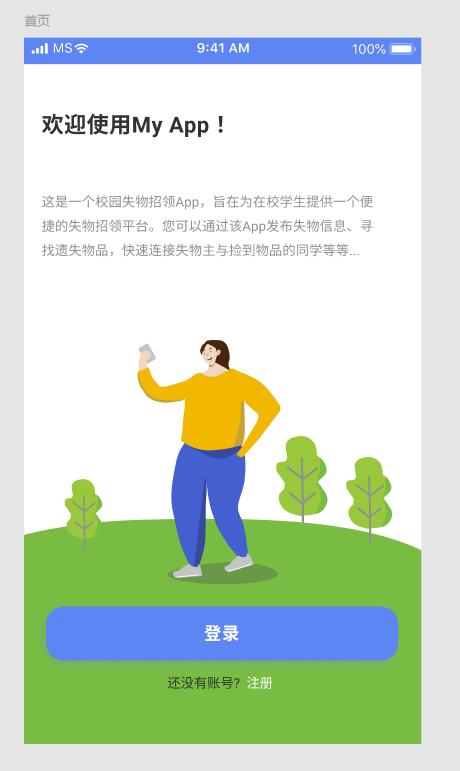 首页
MS 9:41 AM 100%
欢迎使用My App！
这是一个校园失物招领App，旨在为在校学生提供一个便
捷的失物招领平台。您可以通过该App发布失物信息、寻
找遗失物品，快速连接失物主与捡到物品的同学等等...
登录
还没有账号? 注册